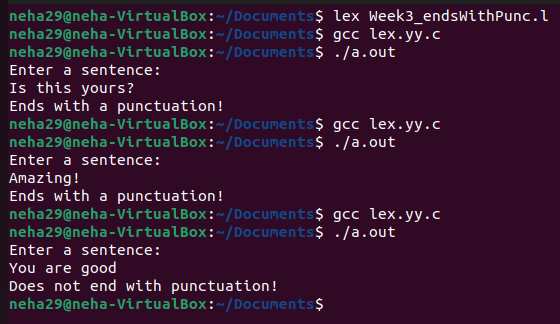 neha29@neha-VirtualBox:~/Documents$ lex Week3_endsWithPunc.l
neha29@neha-VirtualBox:~/Documents$ gcc lex.yy.c
neha29@neha-VirtualBox:~/Documents$ ./a.out
Enter a sentence:
Is this yours?
Ends with a punctuation!
neha29@neha-VirtualBox:~/Documents$ gcc lex.yy.c
neha29@neha-VirtualBox:~/Documents$ ./a.out
Enter a sentence:
Amazing!
Ends with a punctuation!
neha29@neha-VirtualBox:~/Documents$ gcc lex.yy.c
neha29@neha-VirtualBox:~/Documents$ ./a.out
Enter a sentence:
You are good
Does not end with punctuation!
neha29@neha-VirtualBox:~/Documents$